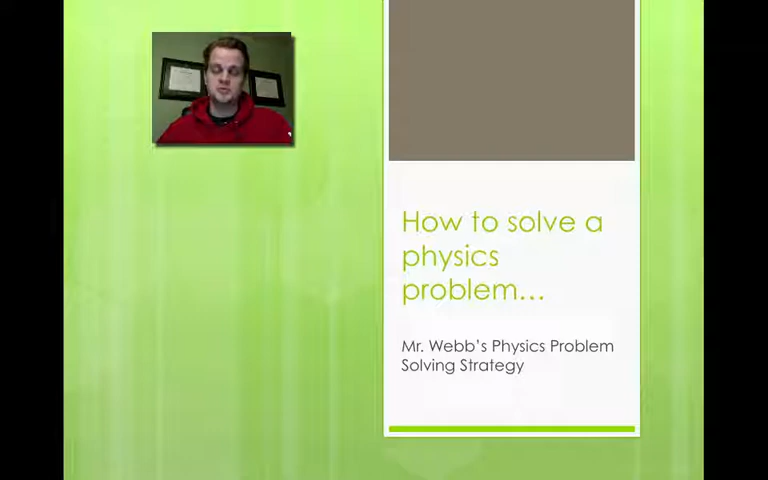 How to solve a
physics
problem...
Mr. Webb's Physics Problem
Solving Strategy